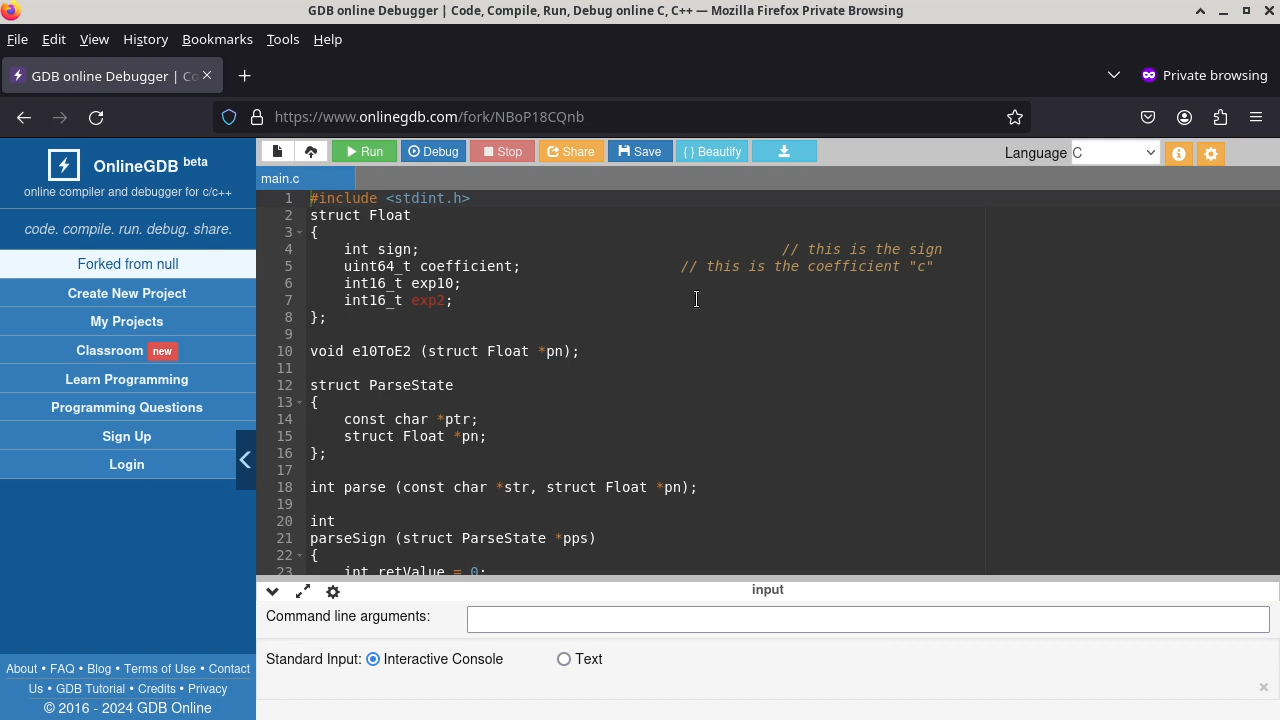 GDB online Debugger | Code, Compile, Run, Debug online C, C++ — Mozilla Firefox Private Browsing
File Edit View History Bookmarks Tools Help
GDB online Debugger | Co
Private browsing
https://www.onlinegdb.com/fork/NBoP18CQnb
OnlineGDB beta
online compiler and debugger for c/c++
code. compile. run. debug. share.
Forked from null
Create New Project
My Projects
Classroom new
Learn Programming
Programming Questions
Sign Up
Login
About • FAQ • Blog • Terms of Use • Contact
Us • GDB Tutorial • Credits • Privacy
© 2016 - 2024 GDB Online
Run Debug Stop Share Save { } Beautify Language C
main.c
1 #include <stdint.h>
2 struct Float
3 {
4 int sign; // this is the sign
5 uint64_t coefficient; // this is the coefficient "c"
6 int16_t exp10;
7 int16_t exp2;
8 };
9
10 void e10ToE2 (struct Float *pn);
11
12 struct ParseState
13 {
14 const char *ptr;
15 struct Float *pn;
16 };
17
18 int parse (const char *str, struct Float *pn);
19
20 int
21 parseSign (struct ParseState *pps)
22 {
23 int retValue = 0;
input
Command line arguments:
Standard Input: Interactive Console Text